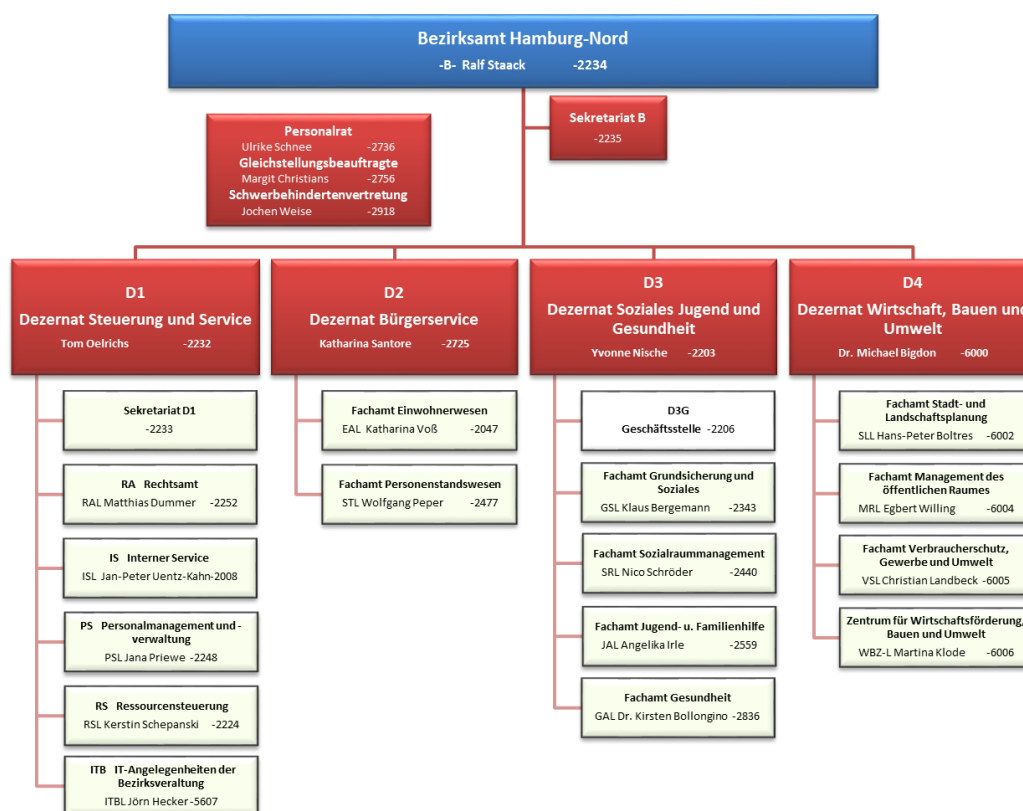 Bezirksamt Hamburg-Nord
-B- Ralf Staack -2234
Sekretariat B
-2235
Personalrat
Ulrike Schnee -2736
Gleichstellungsbeauftragte
Margit Christians -2756
Schwerbehindertenvertretung
Jochen Weise -2918
D1
Dezernat Steuerung und Service
Tom Oelrichs -2232
Sekretariat D1
-2233
RA Rechtsamt
RAL Matthias Dummer -2252
IS Interner Service
ISL Jan-Peter Uentz-Kahn-2008
PS Personalmanagement und -
verwaltung
PSL Jana Priewe -2248
RS Ressourcensteuerung
RSL Kerstin Schepanski -2224
ITB IT-Angelegenheiten der
Bezirksveraltung
ITBL Jörn Hecker -5607
D2
Dezernat Bürgerservice
Katharina Santore -2725
Fachamt Einwohnerwesen
EAL Katharina Voß -2047
Fachamt Personenstandswesen
STL Wolfgang Peper -2477
D3
Dezernat Soziales Jugend und
Gesundheit
Yvonne Nische -2203
D3G
Geschäftsstelle -2206
Fachamt Grundsicherung und
Soziales
GSL Klaus Bergemann -2343
Fachamt Sozialraummanagement
SRL Nico Schröder -2440
Fachamt Jugend- u. Familienhilfe
JAL Angelika Irle -2559
Fachamt Gesundheit
GAL Dr. Kirsten Bollongino -2836
D4
Dezernat Wirtschaft, Bauen und
Umwelt
Dr. Michael Bigdon -6000
Fachamt Stadt- und
Landschaftsplanung
SLL Hans-Peter Boltres -6002
Fachamt Management des
öffentlichen Raumes
MRL Egbert Willing -6004
Fachamt Verbraucherschutz,
Gewerbe und Umwelt
VSL Christian Landbeck -6005
Zentrum für Wirtschaftsförderung,
Bauen und Umwelt
WBZ-L Martina Klode -6006